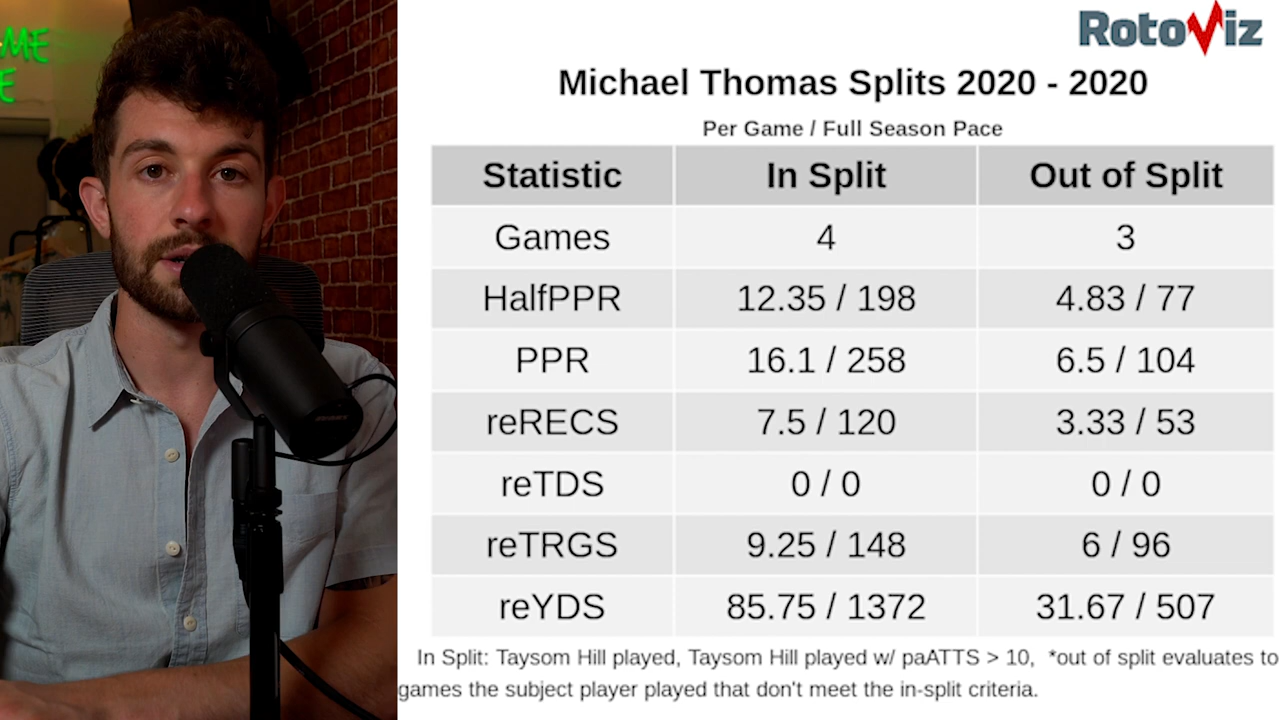 ME
E
RotoViz
Michael Thomas Splits 2020 - 2020
Per Game / Full Season Pace
Statistic In Split Out of Split
Games 4 3
HalfPPR 12.35 / 198 4.83 / 77
PPR 16.1 / 258 6.5 / 104
reRECS 7.5 / 120 3.33 / 53
reTDS 0 / 0 0 / 0
reTRGS 9.25 / 148 6 / 96
reYDS 85.75 / 1372 31.67 / 507
In Split: Taysom Hill played, Taysom Hill played w/ paATTS > 10, *out of split evaluates to
games the subject player played that don't meet the in-split criteria.